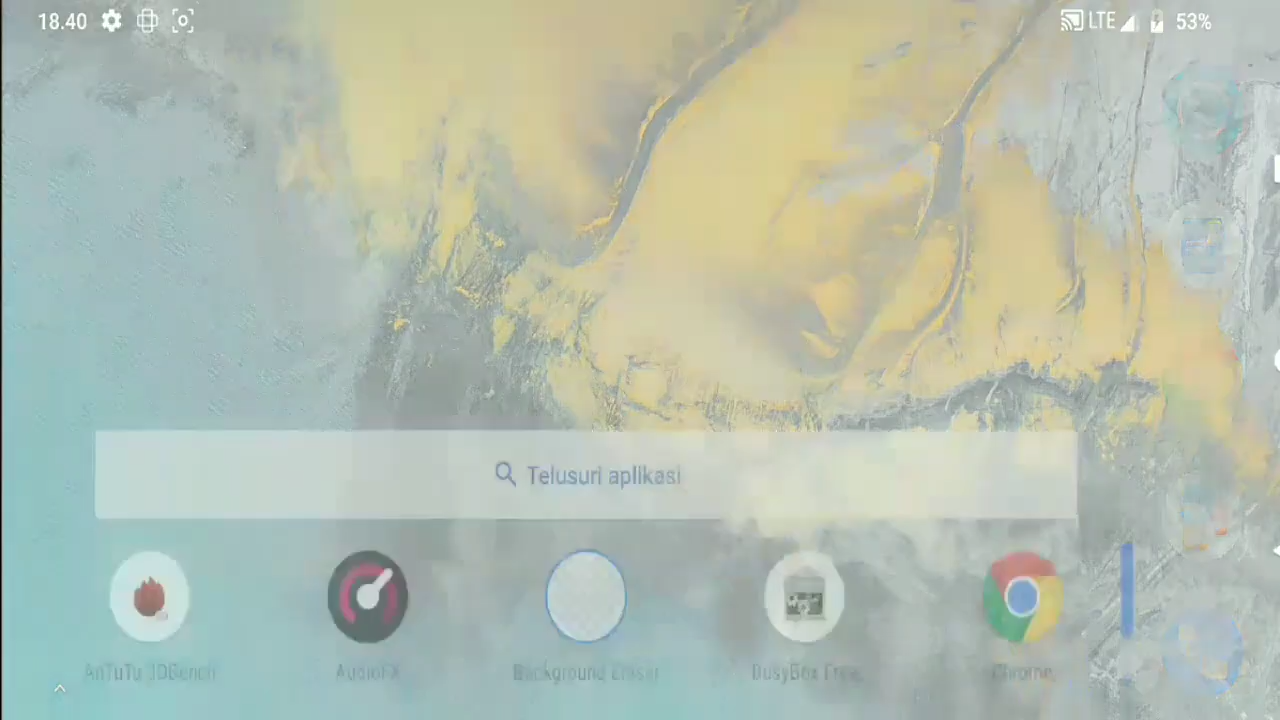 18.40 LTE 53%
Telusuri aplikasi
AnTuTu 3DBench AudioFX Background Eraser BusyBox Free Chrome